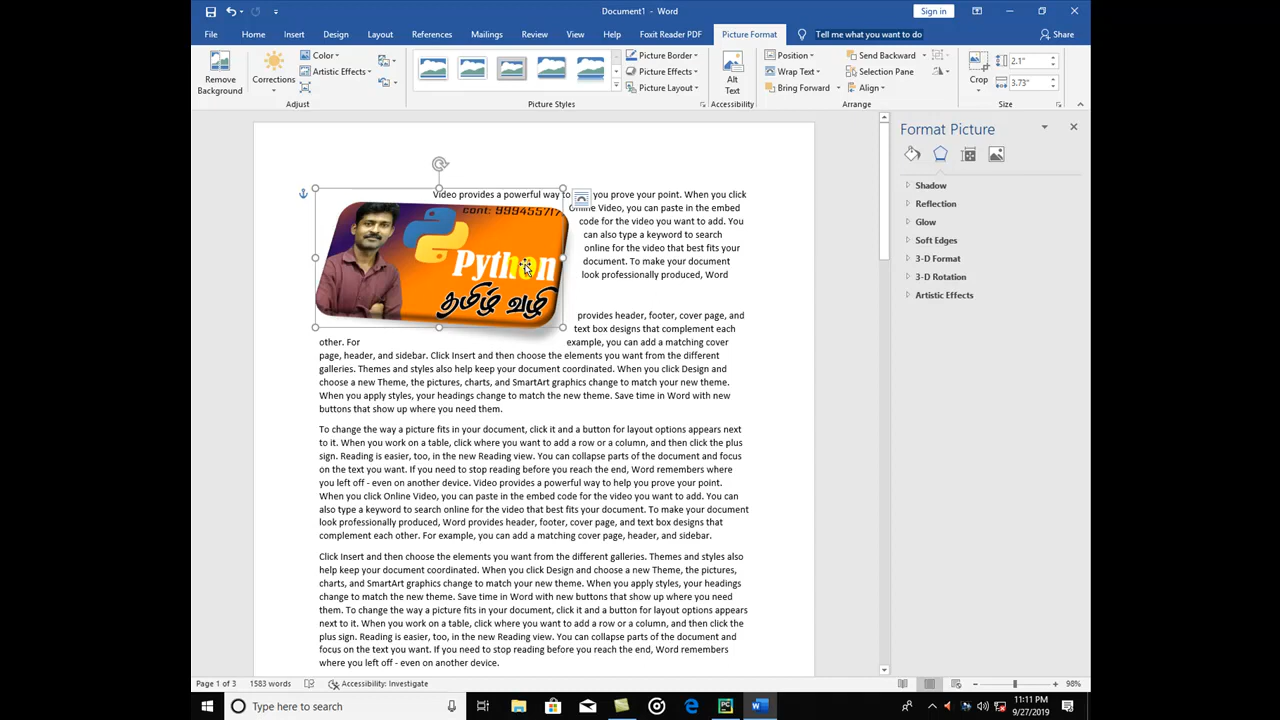 Document1 - Word
Sign in
File Home Insert Design Layout References Mailings Review View Help Foxit Reader PDF Picture Format Tell me what you want to do Share
Remove Background
Corrections
Color
Artistic Effects
Adjust
Picture Styles
Picture Border
Picture Effects
Picture Layout
Alt Text
Accessibility
Position
Wrap Text
Bring Forward
Send Backward
Selection Pane
Align
Arrange
Crop
2.1"
3.73"
Size
Format Picture
Shadow
Reflection
Glow
Soft Edges
3-D Format
3-D Rotation
Artistic Effects
cont: 999455717
Python
தமிழ் வழி
Video provides a powerful way to you prove your point. When you click
Online Video, you can paste in the embed
code for the video you want to add. You
can also type a keyword to search
online for the video that best fits your
document. To make your document
look professionally produced, Word
provides header, footer, cover page, and
text box designs that complement each
other. For example, you can add a matching cover
page, header, and sidebar. Click Insert and then choose the elements you want from the different
galleries. Themes and styles also help keep your document coordinated. When you click Design and
choose a new Theme, the pictures, charts, and SmartArt graphics change to match your new theme.
When you apply styles, your headings change to match the new theme. Save time in Word with new
buttons that show up where you need them.
To change the way a picture fits in your document, click it and a button for layout options appears next
to it. When you work on a table, click where you want to add a row or a column, and then click the plus
sign. Reading is easier, too, in the new Reading view. You can collapse parts of the document and focus
on the text you want. If you need to stop reading before you reach the end, Word remembers where
you left off - even on another device. Video provides a powerful way to help you prove your point.
When you click Online Video, you can paste in the embed code for the video you want to add. You can
also type a keyword to search online for the video that best fits your document. To make your document
look professionally produced, Word provides header, footer, cover page, and text box designs that
complement each other. For example, you can add a matching cover page, header, and sidebar.
Click Insert and then choose the elements you want from the different galleries. Themes and styles also
help keep your document coordinated. When you click Design and choose a new Theme, the pictures,
charts, and SmartArt graphics change to match your new theme. When you apply styles, your headings
change to match the new theme. Save time in Word with new buttons that show up where you need
them. To change the way a picture fits in your document, click it and a button for layout options appears
next to it. When you work on a table, click where you want to add a row or a column, and then click the
plus sign. Reading is easier, too, in the new Reading view. You can collapse parts of the document and
focus on the text you want. If you need to stop reading before you reach the end, Word remembers
where you left off - even on another device.
Page 1 of 3 1583 words Accessibility: Investigate 98%
Type here to search
11:11 PM
9/27/2019